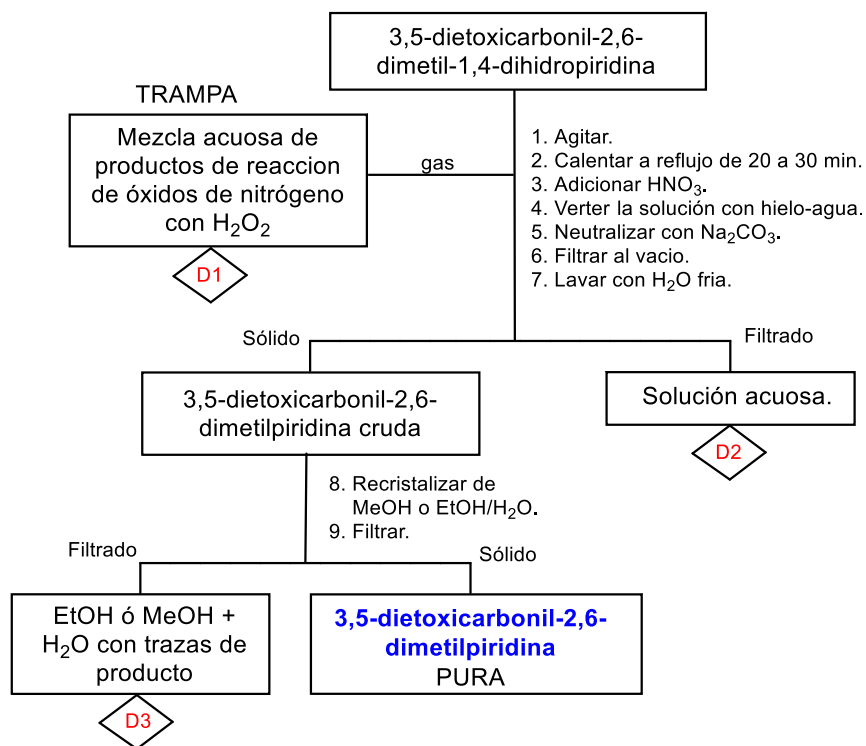 3,5-dietoxicarbonil-2,6-
dimetil-1,4-dihidropiridina
TRAMPA
Mezcla acuosa de
productos de reaccion
de óxidos de nitrógeno
con H₂O₂
gas
D1
1. Agitar.
2. Calentar a reflujo de 20 a 30 min.
3. Adicionar HNO₃.
4. Verter la solución con hielo-agua.
5. Neutralizar con Na₂CO₃.
6. Filtrar al vacio.
7. Lavar con H₂O fria.
Sólido
Filtrado
3,5-dietoxicarbonil-2,6-
dimetilpiridina cruda
Solución acuosa.
D2
8. Recristalizar de
MeOH o EtOH/H₂O.
9. Filtrar.
Filtrado
Sólido
EtOH ó MeOH +
H₂O con trazas de
producto
D3
3,5-dietoxicarbonil-2,6-
dimetilpiridina
PURA